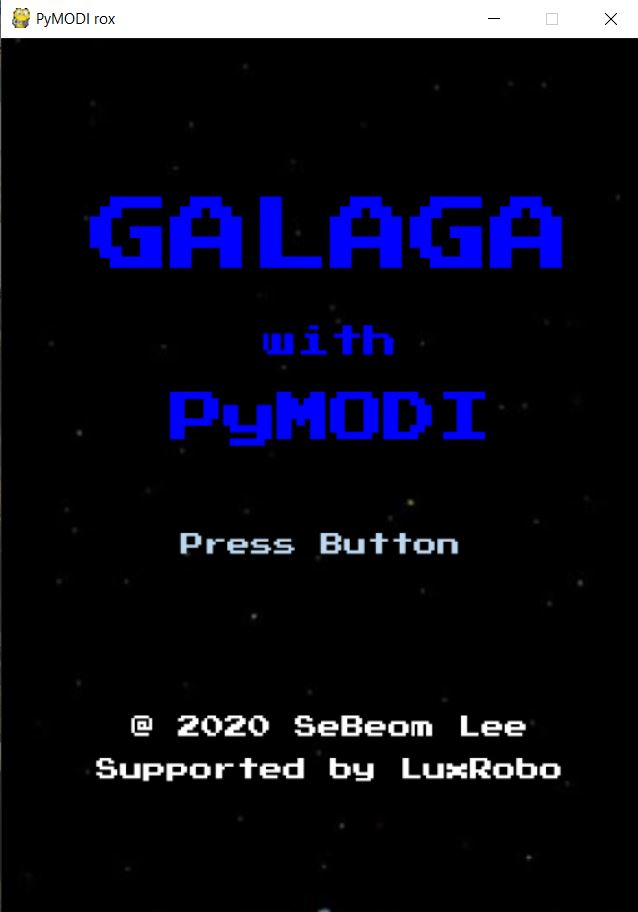 PyMODI rox
GALAGA
with
PyMODI
Press Button
@ 2020 SeBeom Lee
Supported by LuxRobo